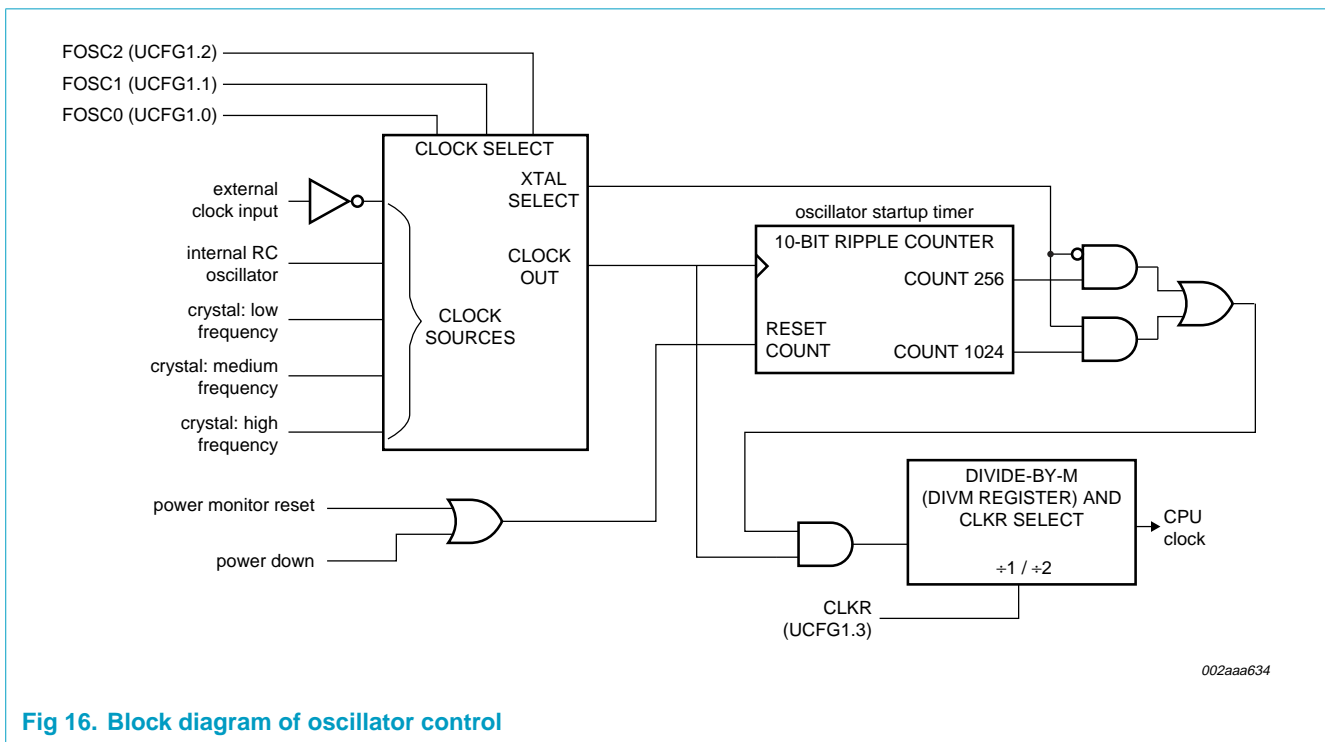 FOSC2 (UCFG1.2)
FOSC1 (UCFG1.1)
FOSC0 (UCFG1.0)
CLOCK SELECT
XTAL
SELECT
external
clock input
oscillator startup timer
10-BIT RIPPLE COUNTER
internal RC
oscillator
CLOCK
OUT
COUNT 256
crystal: low
frequency
CLOCK
SOURCES
RESET
COUNT
COUNT 1024
crystal: medium
frequency
crystal: high
frequency
DIVIDE-BY-M
(DIVM REGISTER) AND
CLKR SELECT
power monitor reset
CPU
clock
power down
÷1 / ÷2
CLKR
(UCFG1.3)
002aaa634
Fig 16. Block diagram of oscillator control